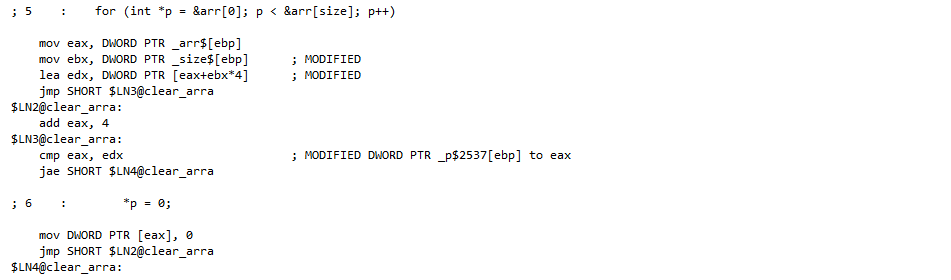 ; 5    :    for (int *p = &arr[0]; p < &arr[size]; p++)
mov eax, DWORD PTR _arr$[ebp]
mov ebx, DWORD PTR _size$[ebp]      ; MODIFIED
lea edx, DWORD PTR [eax+ebx*4]      ; MODIFIED
jmp SHORT $LN3@clear_arra
$LN2@clear_arra:
add eax, 4
$LN3@clear_arra:
cmp eax, edx                        ; MODIFIED DWORD PTR _p$2537[ebp] to eax
jae SHORT $LN4@clear_arra
; 6    :        *p = 0;
mov DWORD PTR [eax], 0
jmp SHORT $LN2@clear_arra
$LN4@clear_arra: